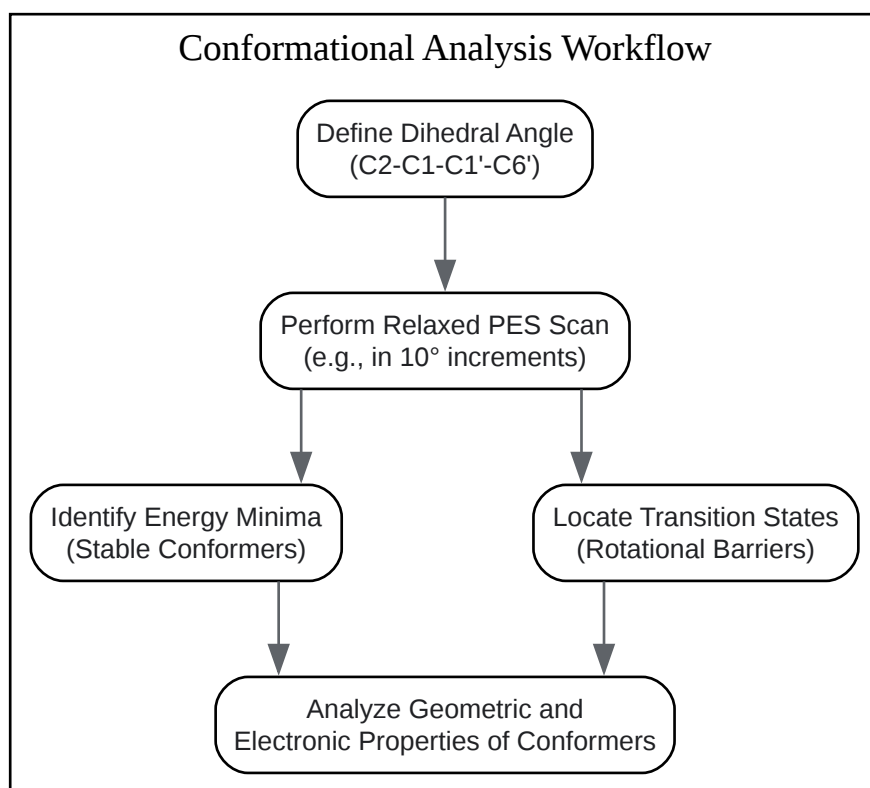 Conformational Analysis Workflow
Define Dihedral Angle
(C2-C1-C1'-C6')
Perform Relaxed PES Scan
(e.g., in 10° increments)
Identify Energy Minima
(Stable Conformers)
Locate Transition States
(Rotational Barriers)
Analyze Geometric and
Electronic Properties of Conformers